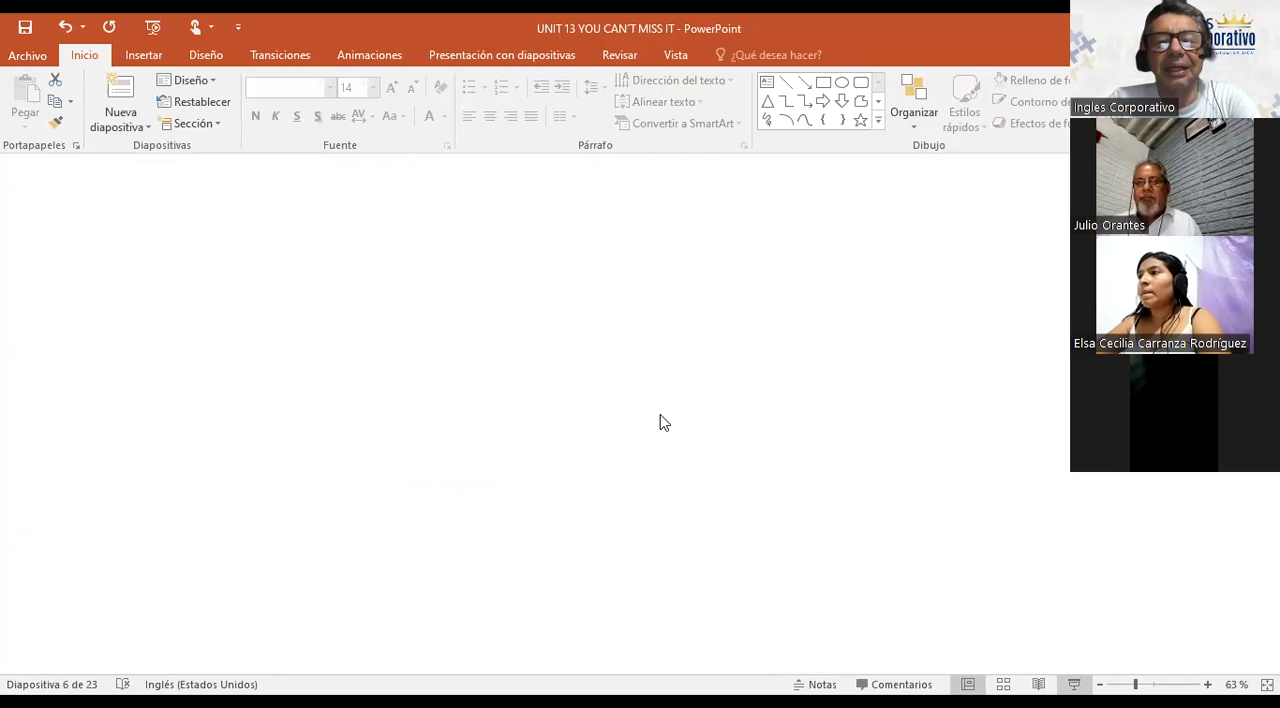 UNIT 13 YOU CAN'T MISS IT - PowerPoint
Archivo Inicio Insertar Diseño Transiciones Animaciones Presentación con diapositivas Revisar Vista ¿Qué desea hacer?
Pegar
Portapapeles
Nueva diapositiva
Diseño
Restablecer
Sección
Diapositivas
14
N K S S abc AV Aa A
Fuente
Dirección del texto
Alinear texto
Convertir a SmartArt
Párrafo
Organizar
Estilos rápidos
Relleno de f
Contorno de
Efectos de f
Dibujo
Ingles Corporativo
Julio Orantes
Elsa Cecilia Carranza Rodríguez
Diapositiva 6 de 23 Inglés (Estados Unidos) Notas Comentarios 63 %